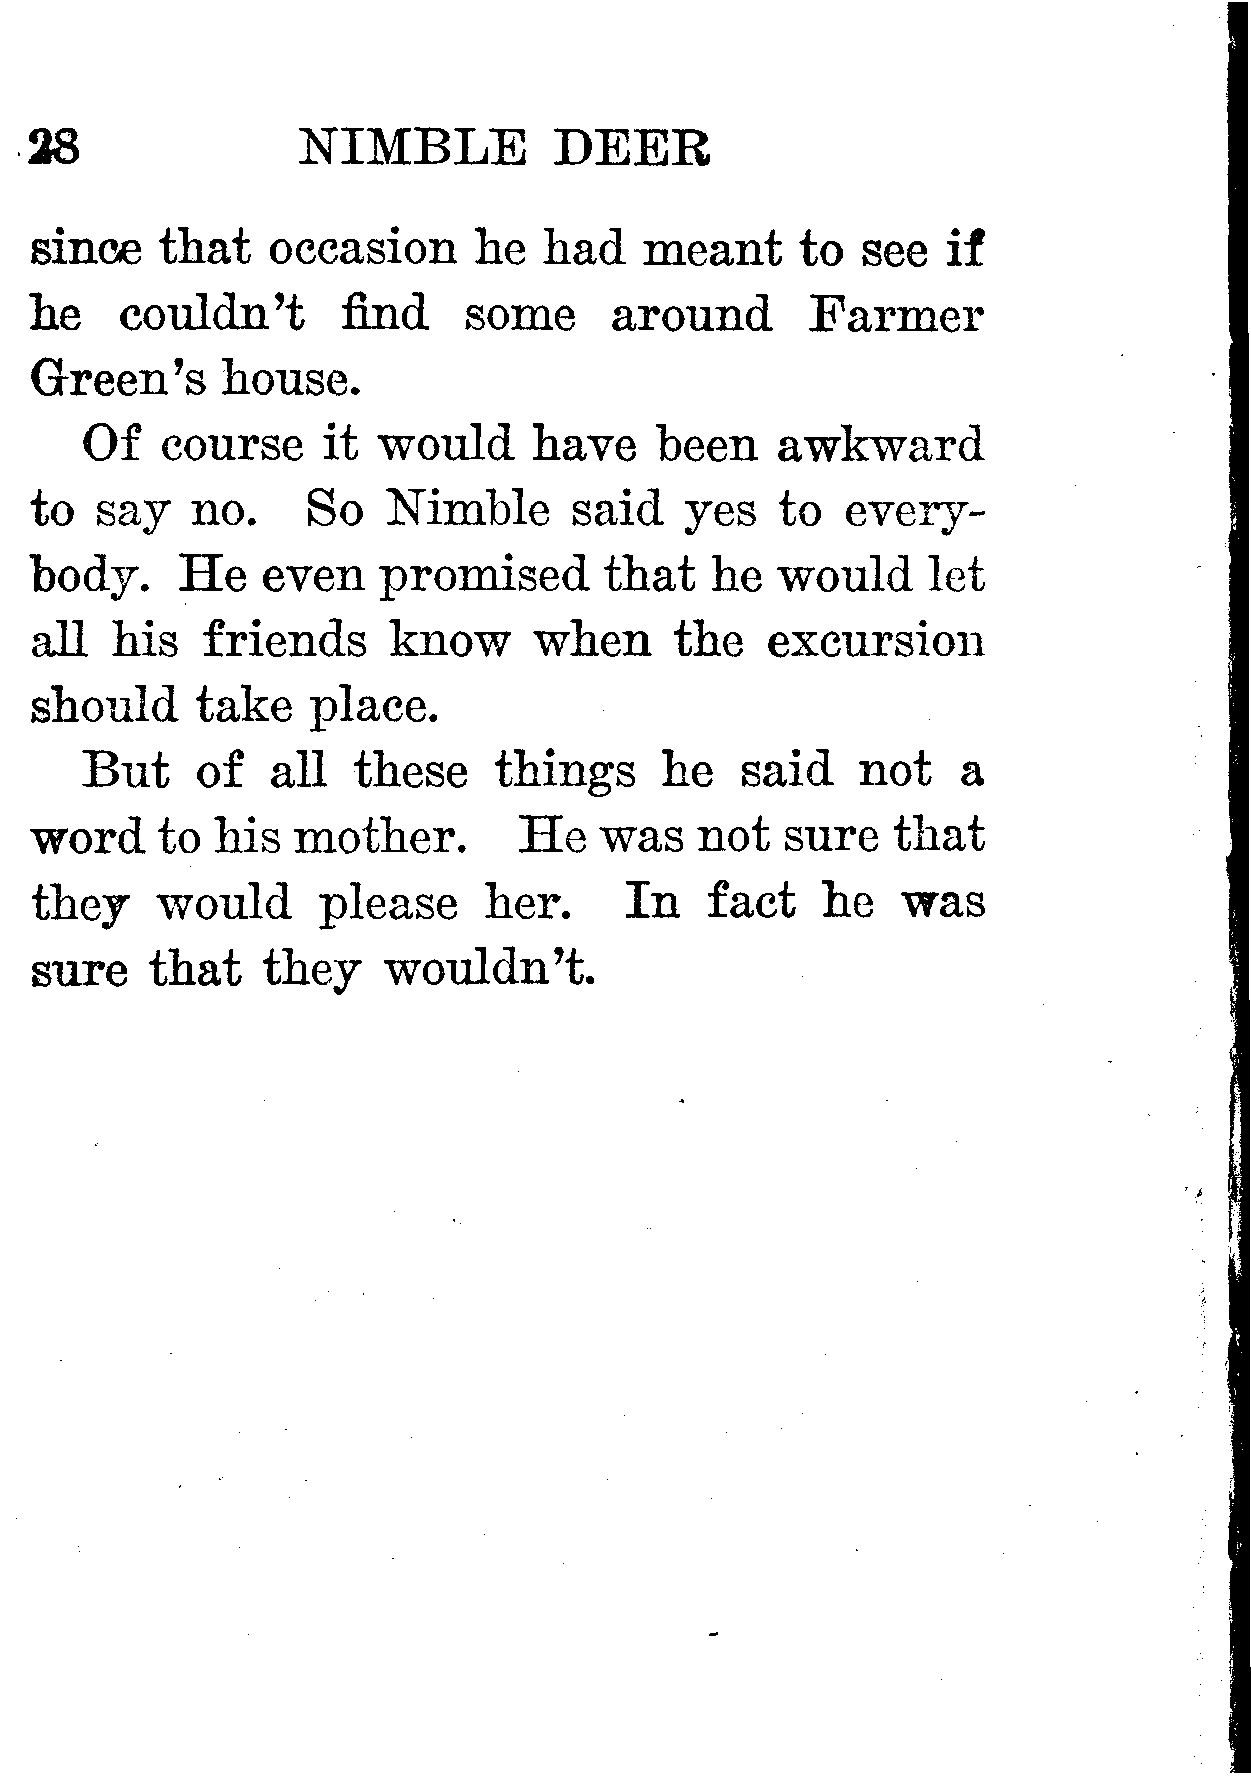 28 NIMBLE DEER
since that occasion he had meant to see if
he couldn't find some around Farmer
Green's house.
Of course it would have been awkward
to say no. So Nimble said yes to every-
body. He even promised that he would let
all his friends know when the excursion
should take place.
But of all these things he said not a
word to his mother. He was not sure that
they would please her. In fact he was
sure that they wouldn't.